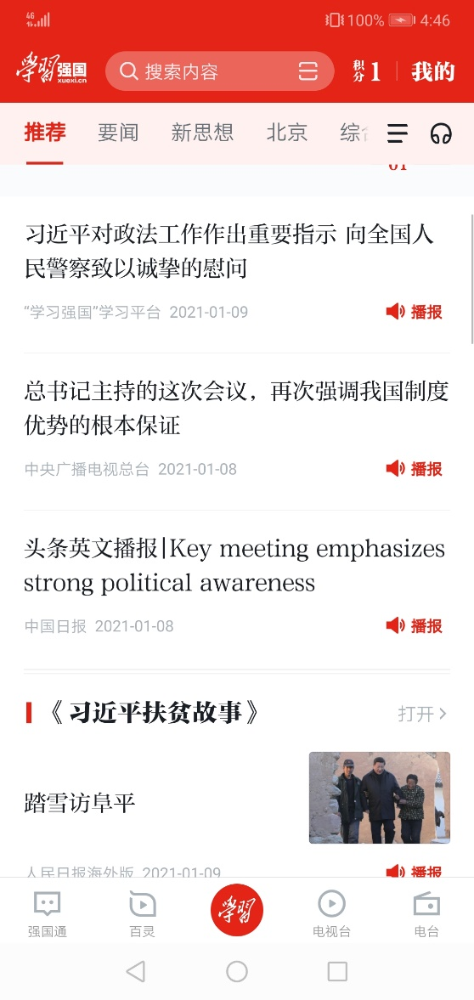 4G
100%
4:46
学习强国
xuexi.cn
搜索内容
积分 1
我的
推荐 要闻 新思想 北京
01
习近平对政法工作作出重要指示 向全国人
民警察致以诚挚的慰问
“学习强国”学习平台 2021-01-09
播报
总书记主持的这次会议，再次强调我国制度
优势的根本保证
中央广播电视总台 2021-01-08
播报
头条英文播报|Key meeting emphasizes
strong political awareness
中国日报 2021-01-08
播报
《习近平扶贫故事》
打开
踏雪访阜平
人民日报海外版 2021-01-09
播报
强国通 百灵 学習 电视台 电台